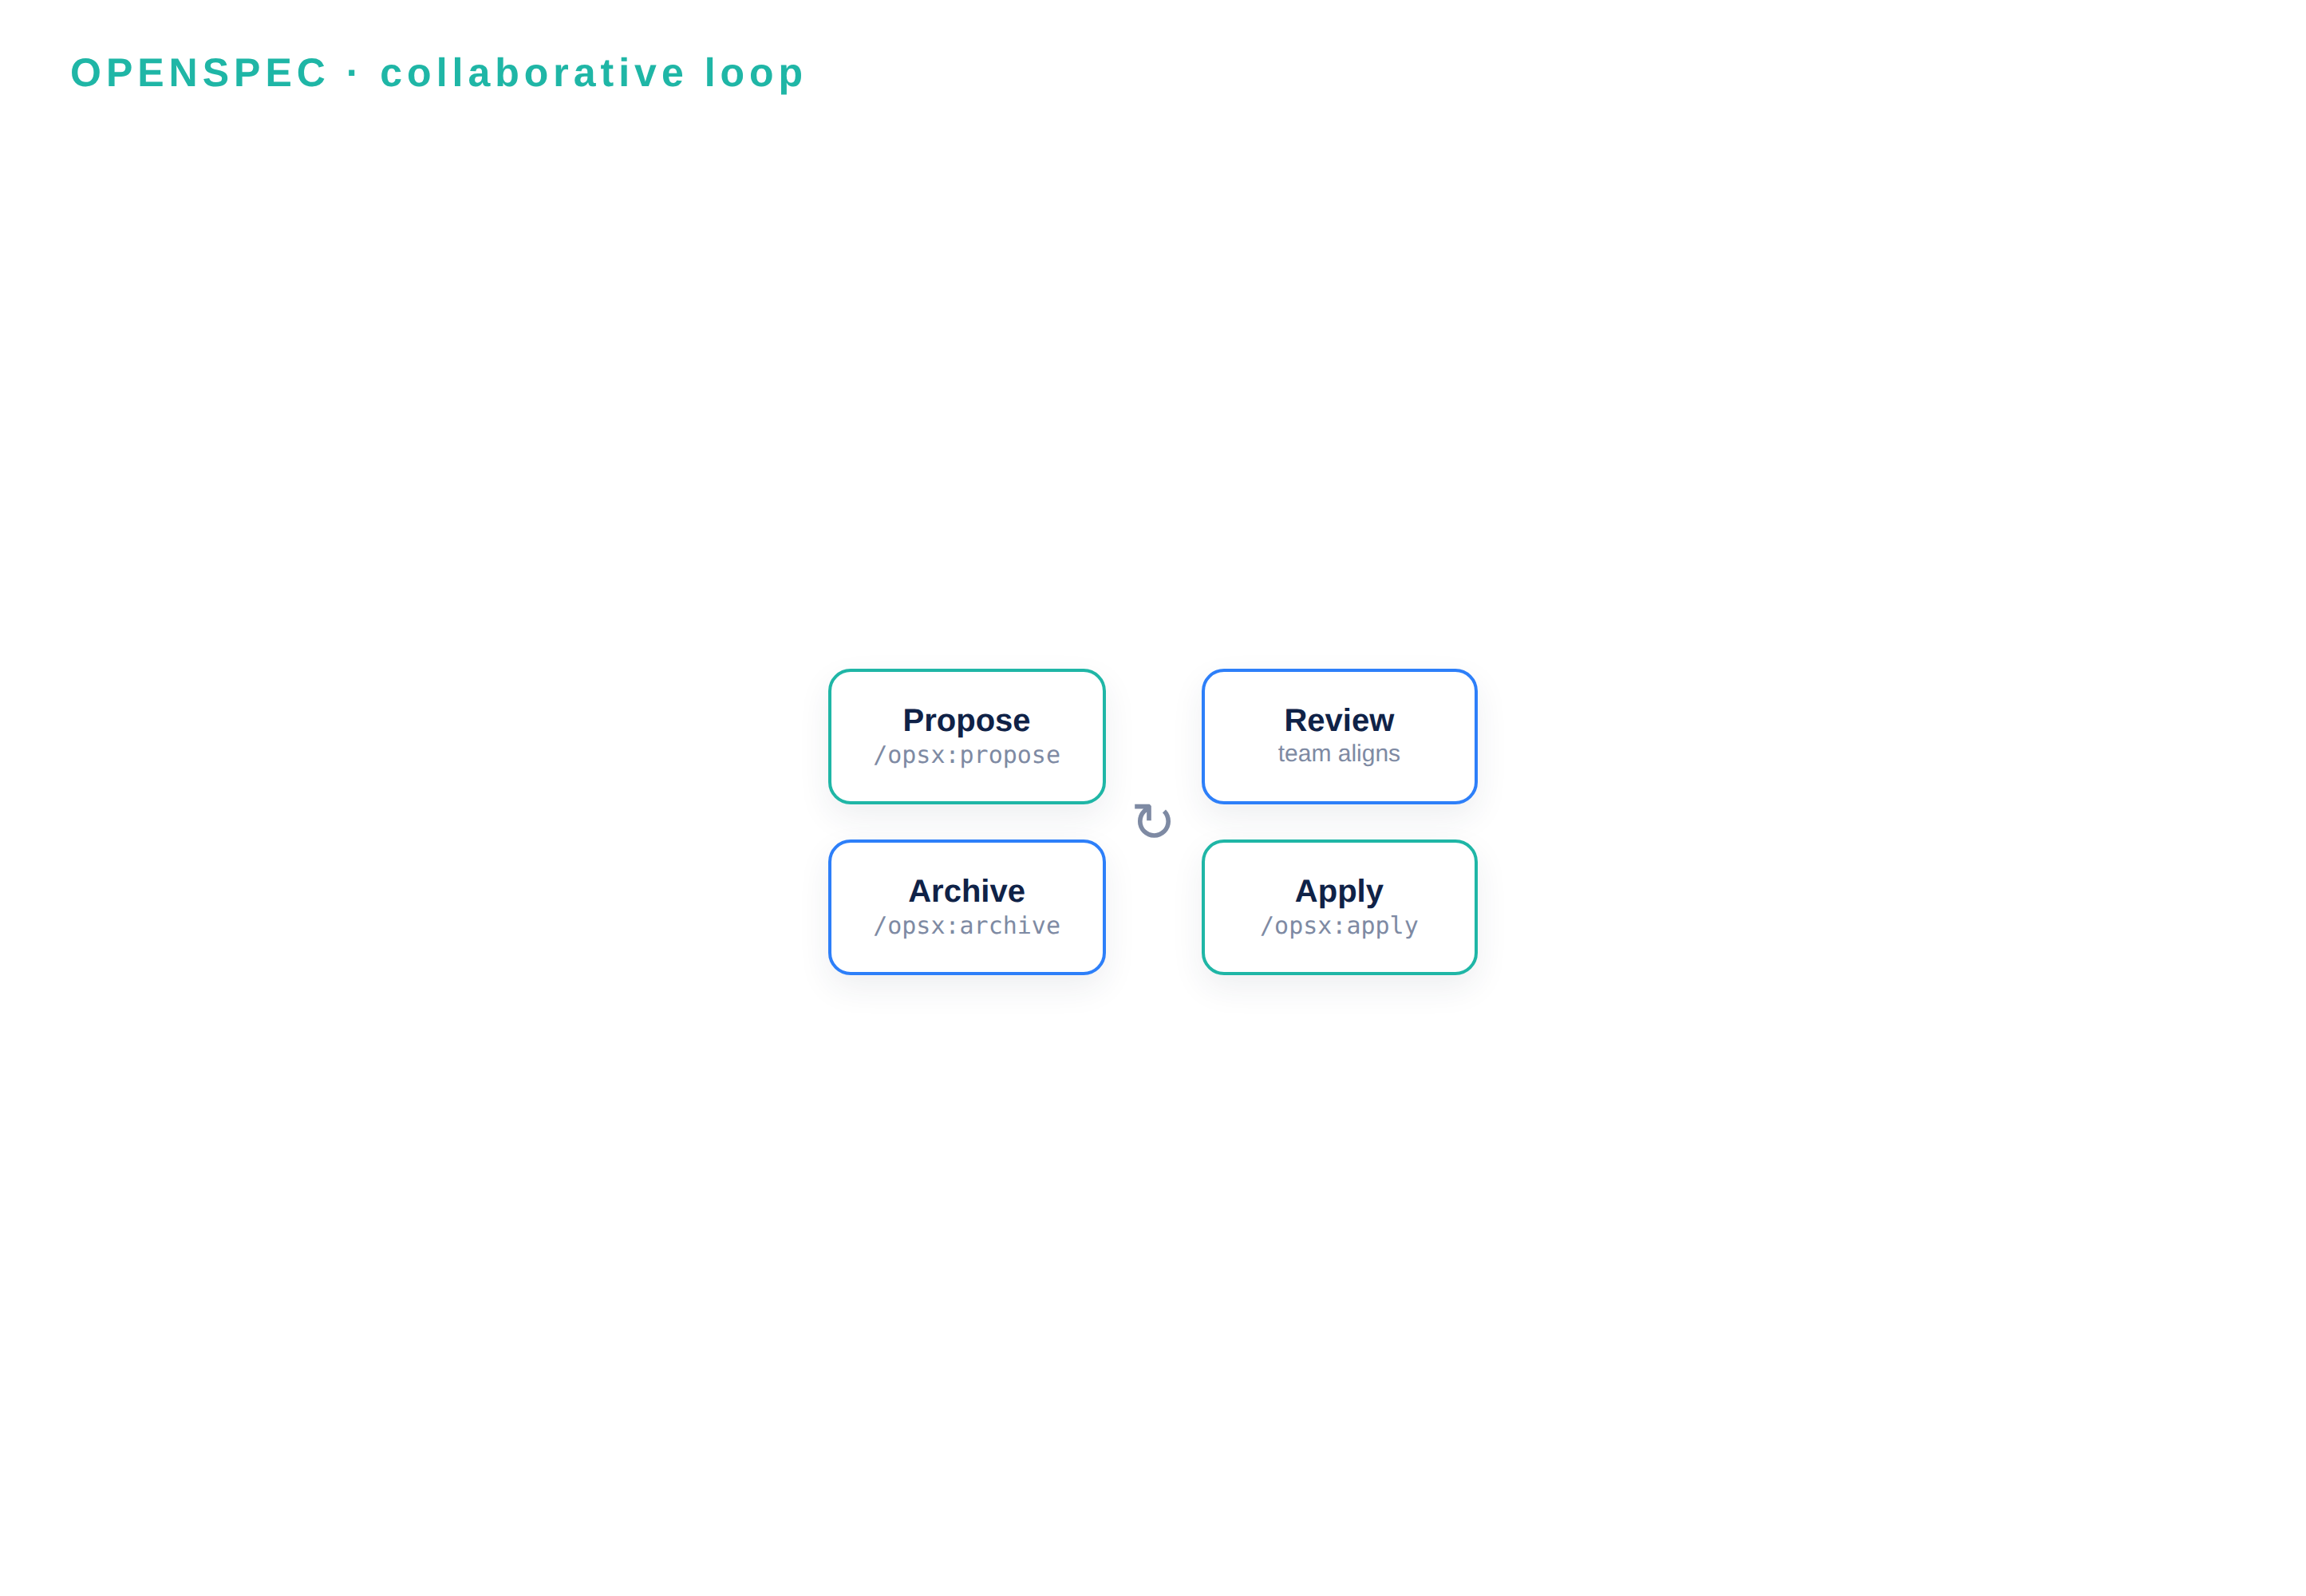 OPENSPEC · collaborative loop
Propose
/opsx:propose
Review
team aligns
↻
Archive
/opsx:archive
Apply
/opsx:apply